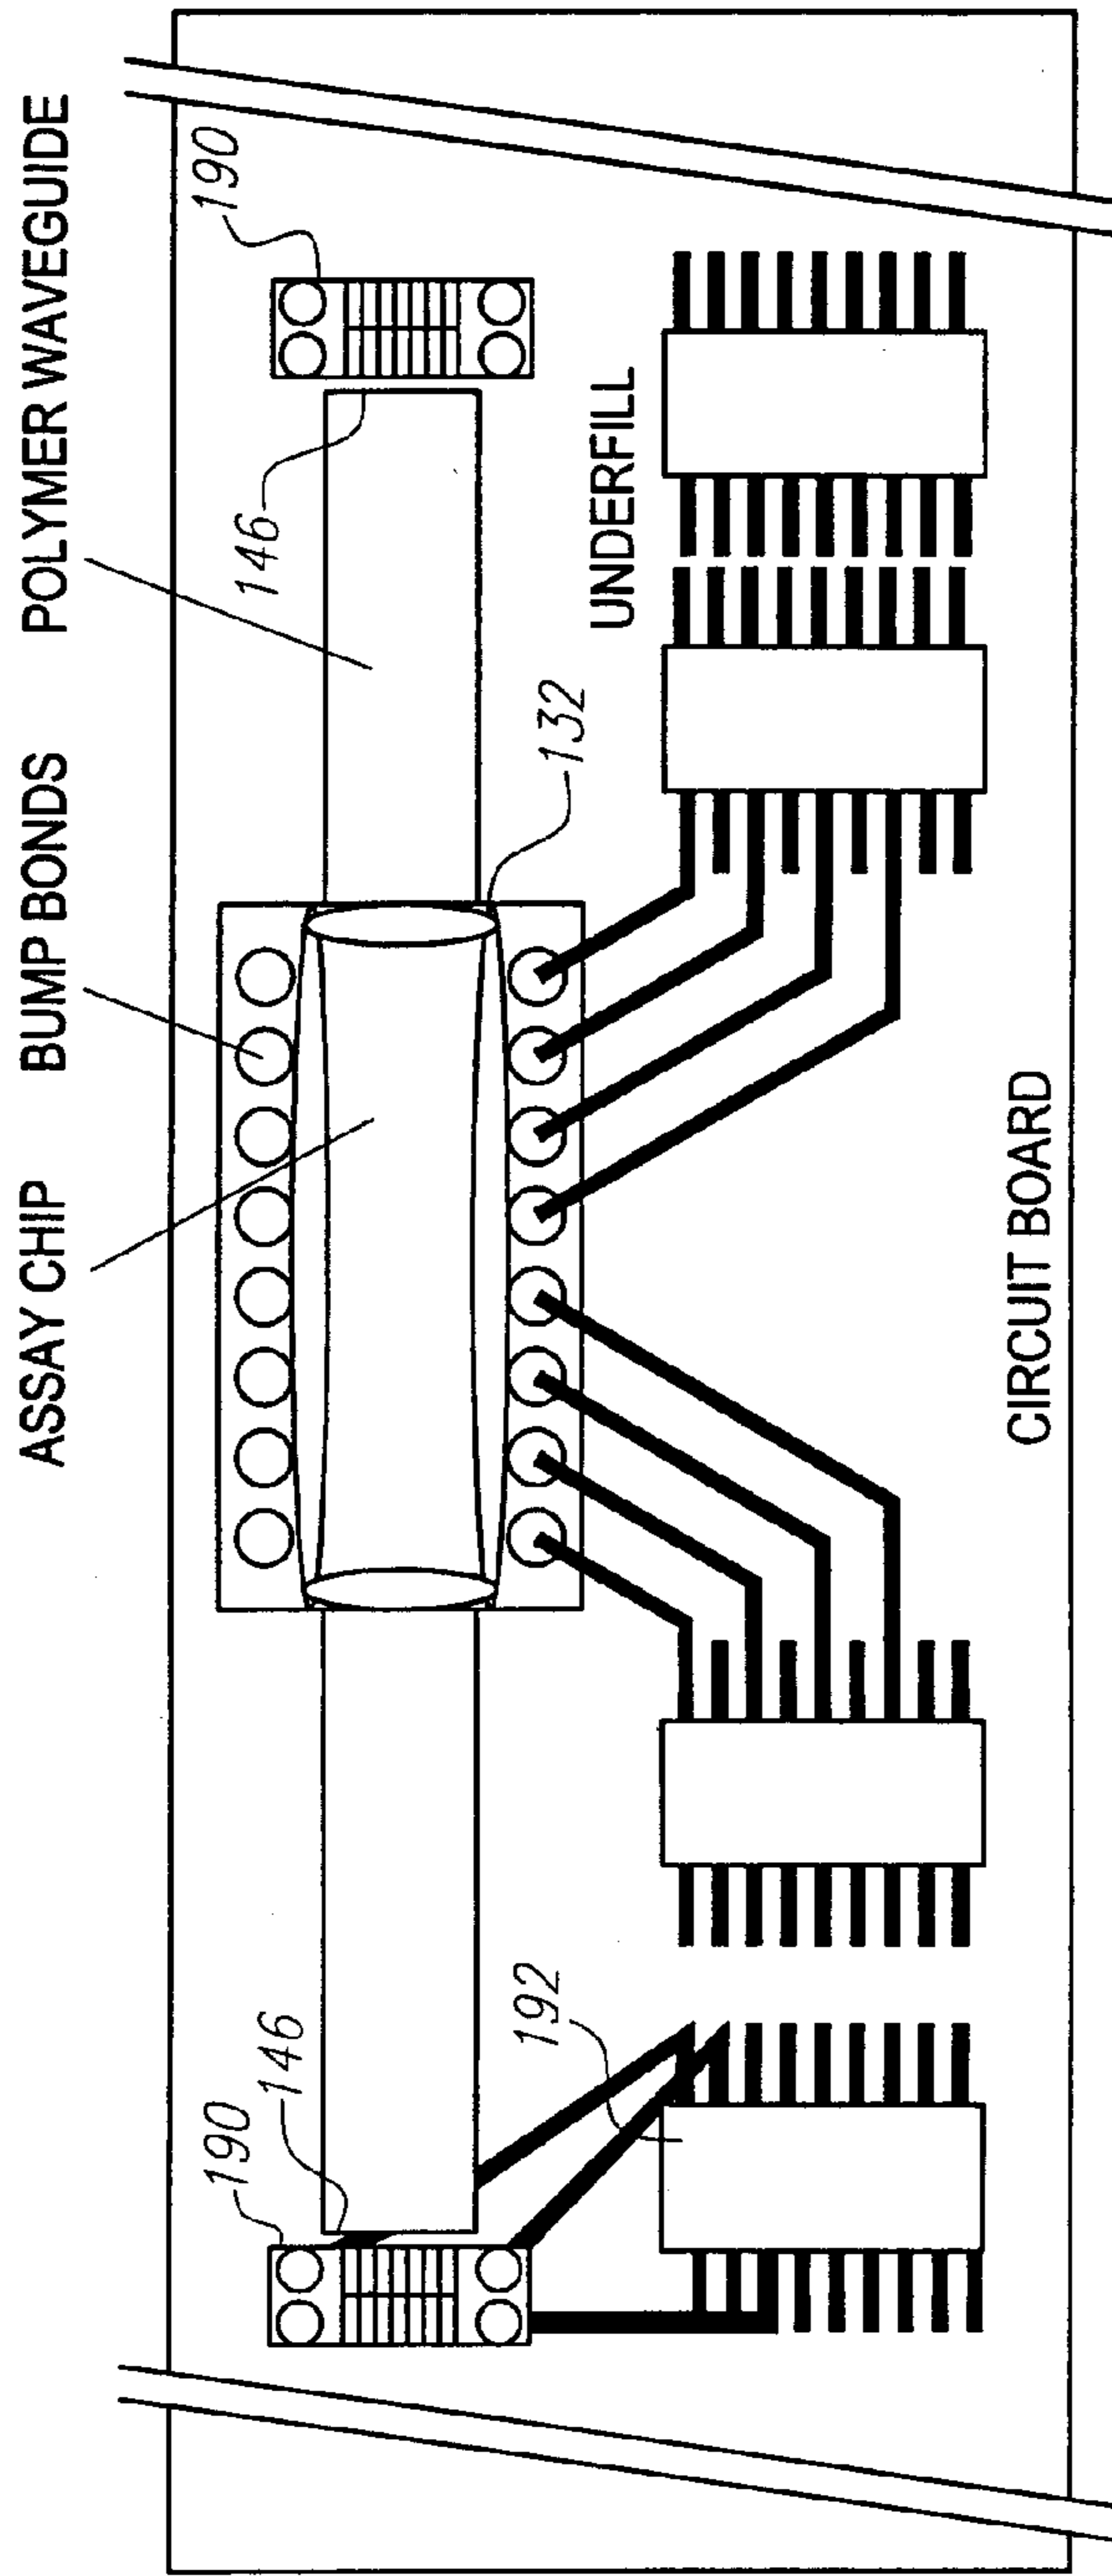 ASSAY CHIP
BUMP BONDS
POLYMER WAVEGUIDE
190
146
190
146
132
UNDERFILL
192
CIRCUIT BOARD